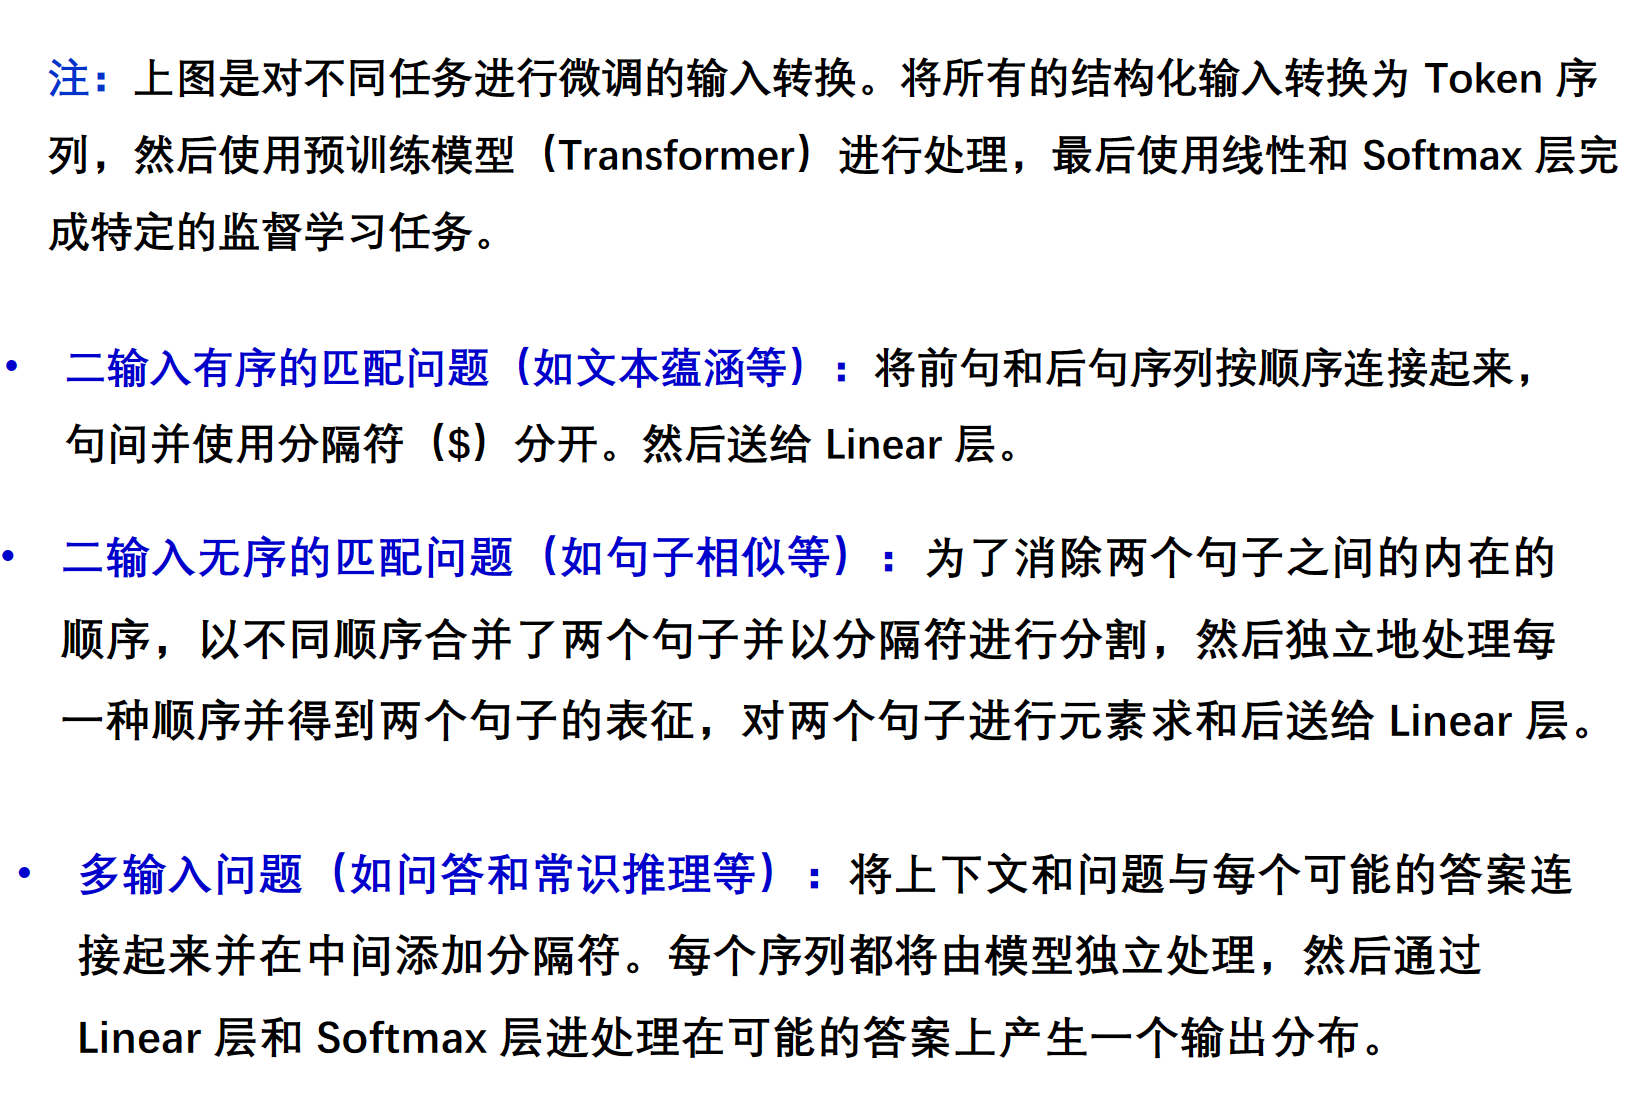 注：上图是对不同任务进行微调的输入转换。将所有的结构化输入转换为 Token 序
列，然后使用预训练模型（Transformer）进行处理，最后使用线性和 Softmax 层完
成特定的监督学习任务。
• 二输入有序的匹配问题（如文本蕴涵等）：将前句和后句序列按顺序连接起来，
句间并使用分隔符（$）分开。然后送给 Linear 层。
• 二输入无序的匹配问题（如句子相似等）：为了消除两个句子之间的内在的
顺序，以不同顺序合并了两个句子并以分隔符进行分割，然后独立地处理每
一种顺序并得到两个句子的表征，对两个句子进行元素求和后送给 Linear 层。
• 多输入问题（如问答和常识推理等）：将上下文和问题与每个可能的答案连
接起来并在中间添加分隔符。每个序列都将由模型独立处理，然后通过
Linear 层和 Softmax 层进处理在可能的答案上产生一个输出分布。